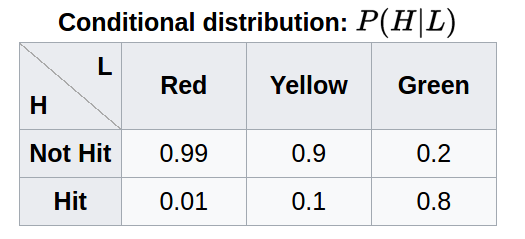 Conditional distribution: P(H|L)
L
H
Red Yellow Green
Not Hit 0.99 0.9 0.2
Hit 0.01 0.1 0.8